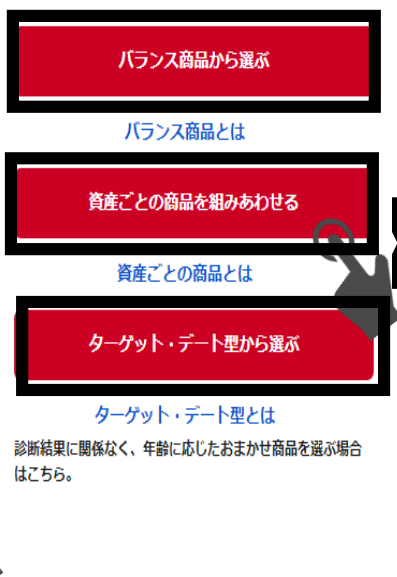 バランス商品から選ぶ
バランス商品とは
資産ごとの商品を組みあわせる
資産ごとの商品とは
ターゲット・デート型から選ぶ
ターゲット・デート型とは
診断結果に関係なく、年齢に応じたおまかせ商品を選ぶ場合
はこちら。